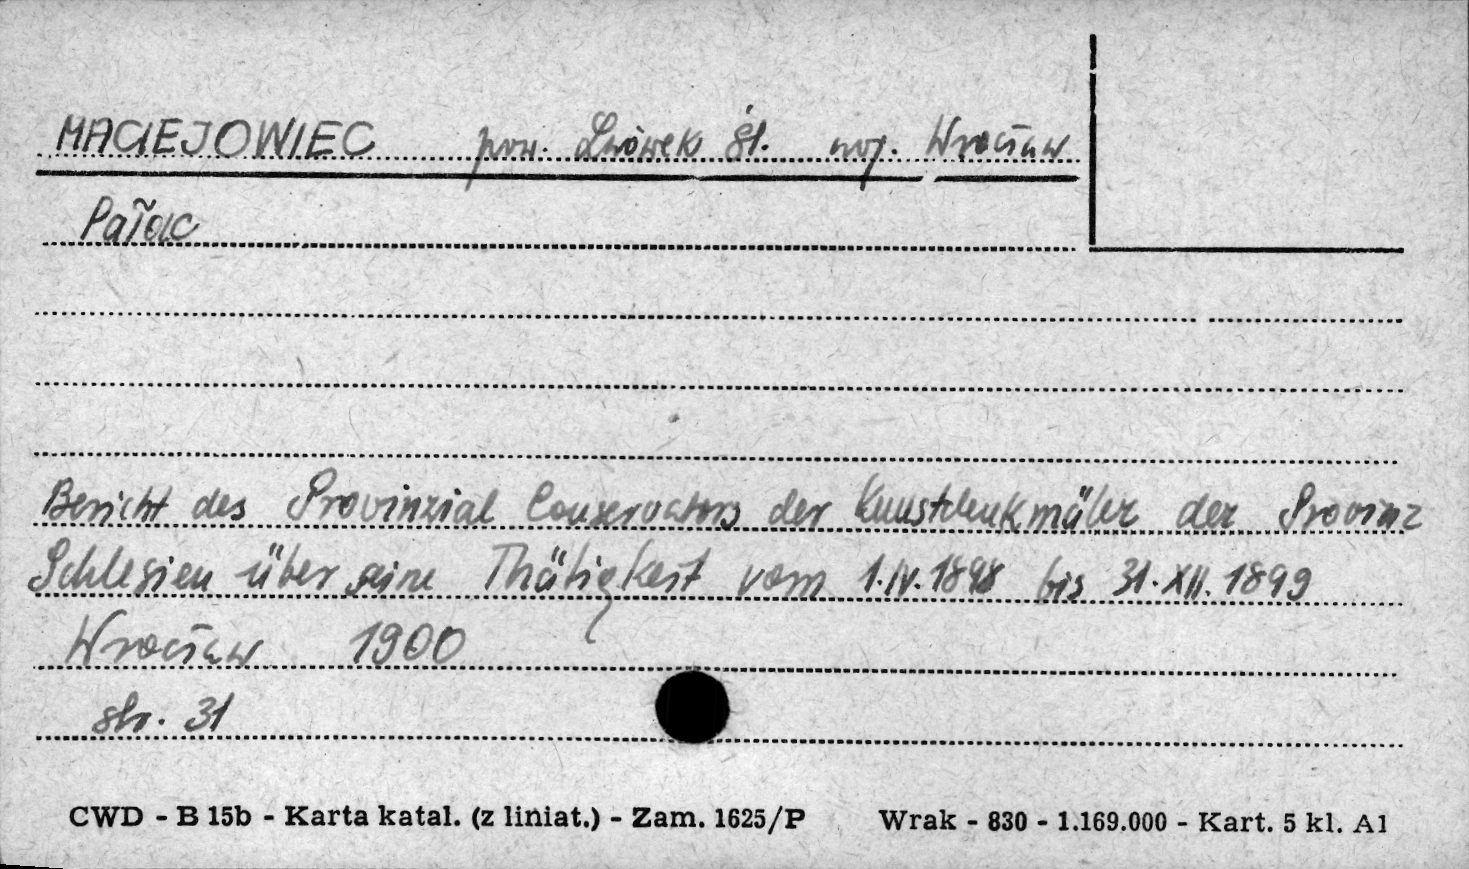 MACIEJOWIEC pow. Lwówek Śl. woj. Wrocław
Pałac
Bericht des Provinzial Conservators der Kunstdenkmäler der Provinz
Schlesien über seine Thätigkeit vom 1.IV.1898 bis 31.XII.1899
Wrocław 1900
str. 31
CWD - B 15b - Karta katal. (z liniat.) - Zam. 1625/P Wrak - 830 - 1.169.000 - Kart. 5 kl. A1